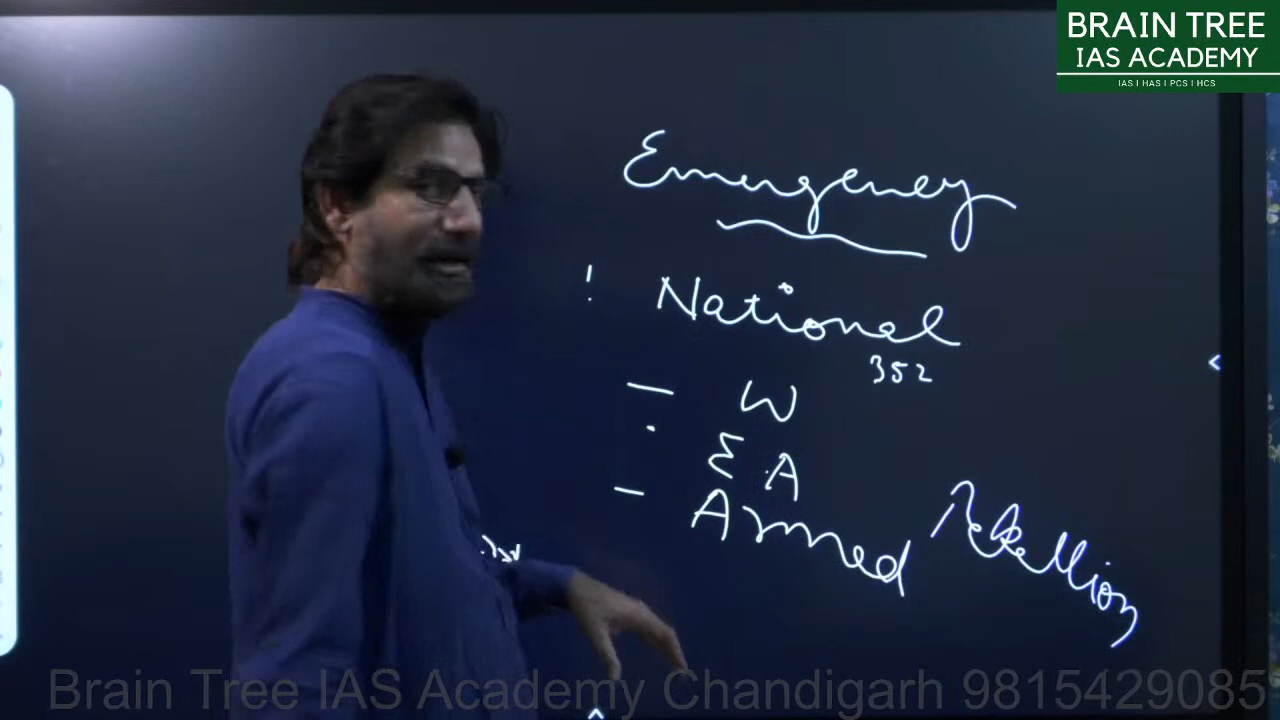 BRAIN TREE
IAS ACADEMY
IAS I HAS I PCS I HCS
Emergency
! National
352
— W
E A
— Armed Rebellion
Brain Tree IAS Academy Chandigarh 9815429085